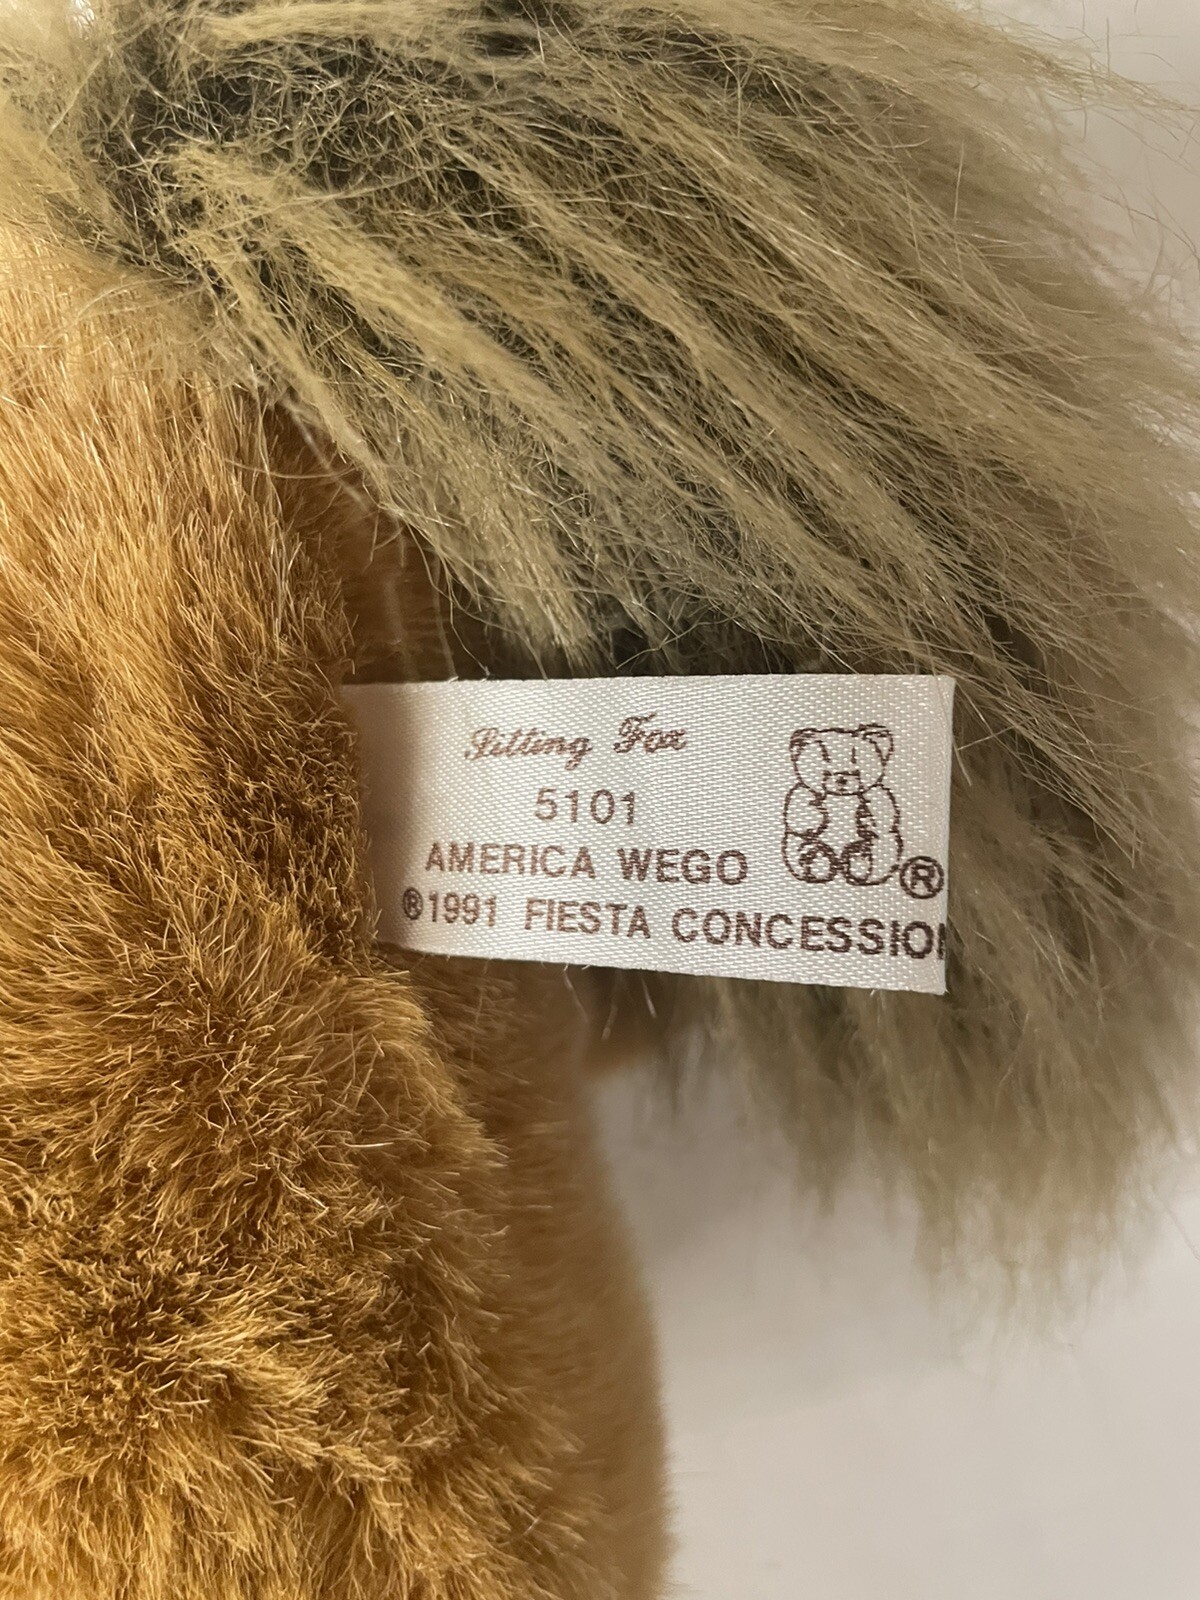 Sitting Fox
5101
AMERICA WEGO
®
®1991 FIESTA CONCESSION